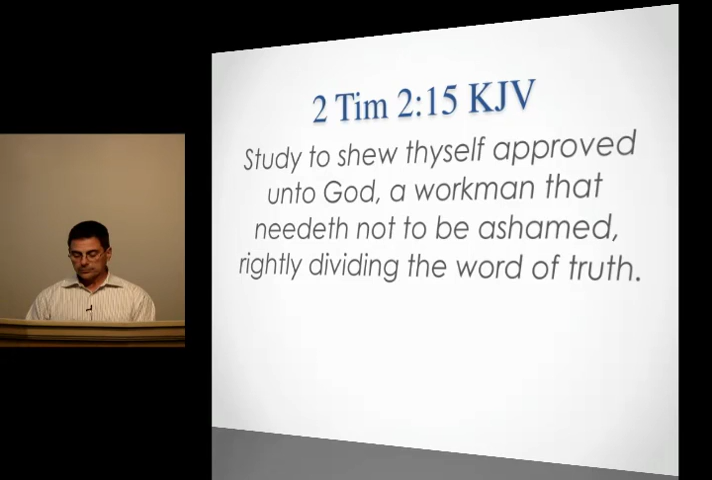 2 Tim 2:15 KJV
Study to shew thyself approved
unto God, a workman that
needeth not to be ashamed,
rightly dividing the word of truth.